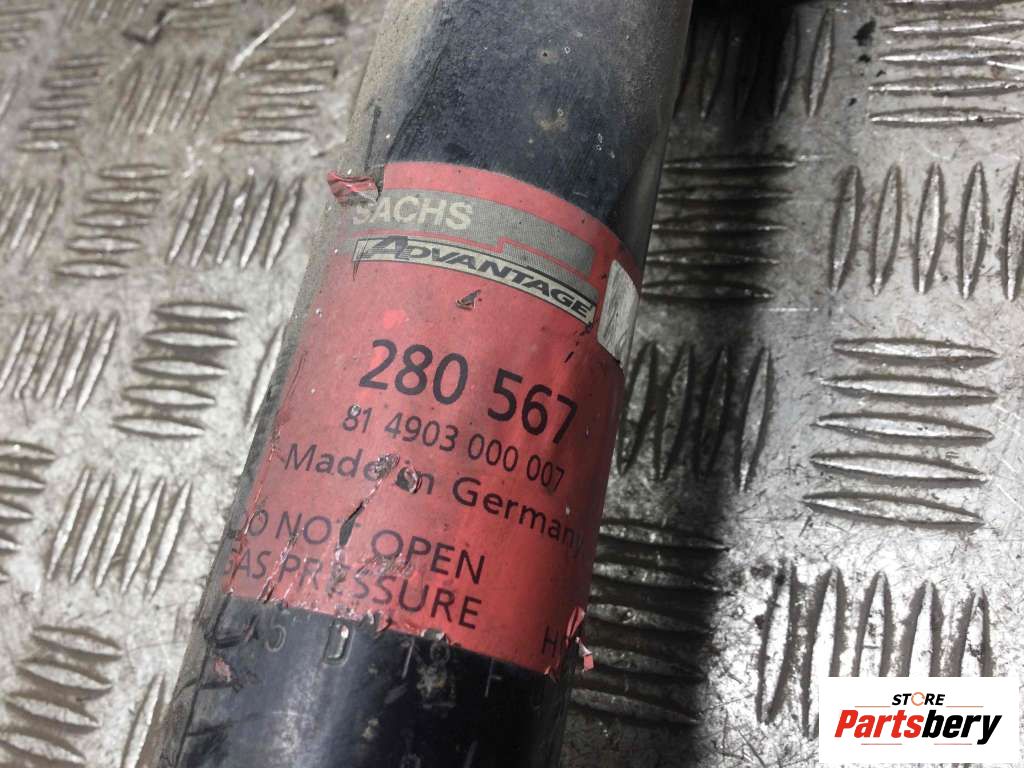 SACHS
ADVANTAGE
280 567
81 4903 000 007
Made in Germany
DO NOT OPEN
GAS PRESSURE
STORE
Partsbery